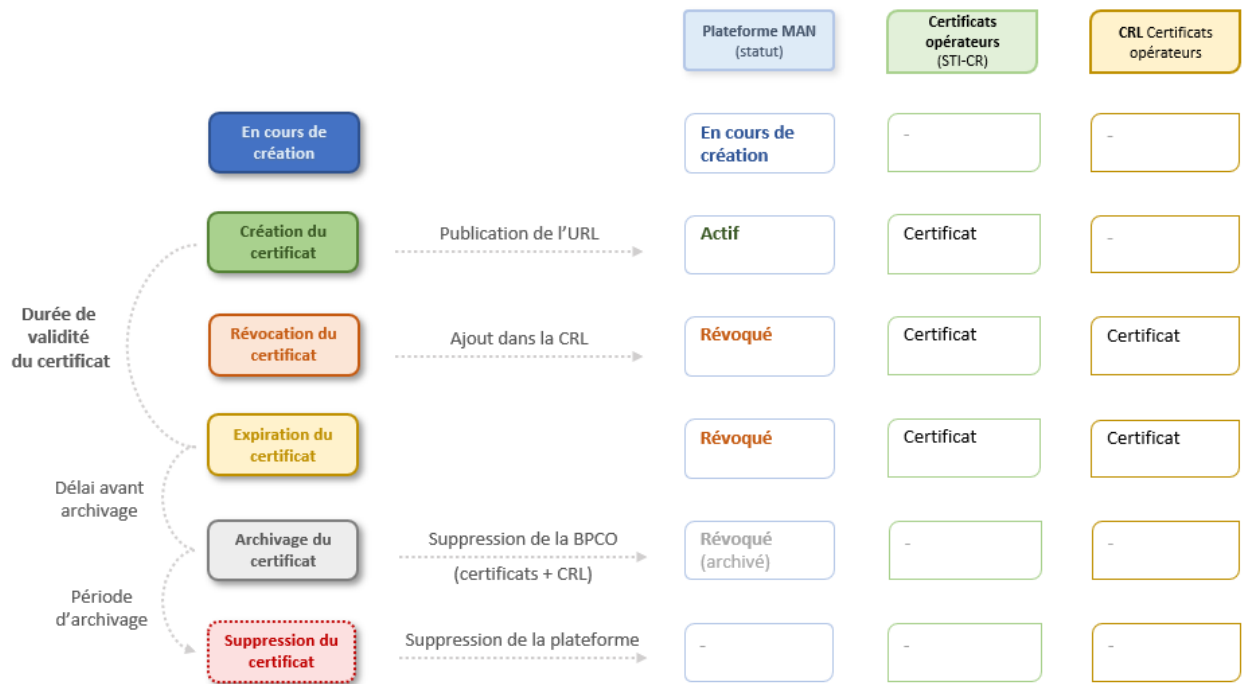 Plateforme MAN
(statut)
Certificats
opérateurs
(STI-CR)
CRL Certificats
opérateurs
En cours de
création
En cours de
création
-
-
Création du
certificat
Publication de l'URL
Actif
Certificat
-
Durée de
validité
du certificat
Révocation du
certificat
Ajout dans la CRL
Révoqué
Certificat
Certificat
Expiration du
certificat
Révoqué
Certificat
Certificat
Délai avant
archivage
Archivage du
certificat
Suppression de la BPCO
(certificats + CRL)
Révoqué
(archivé)
-
-
Période
d'archivage
Suppression du
certificat
Suppression de la plateforme
-
-
-